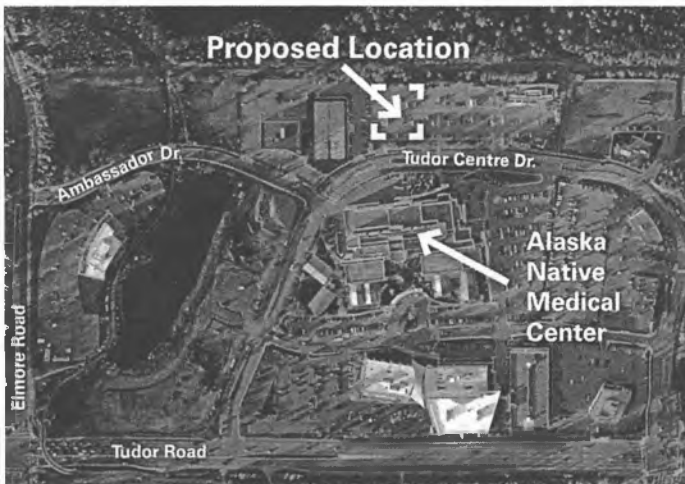 Proposed Location
Ambassador Dr.
Tudor Centre Dr.
Alaska
Native
Medical
Center
Elmore Road
Tudor Road